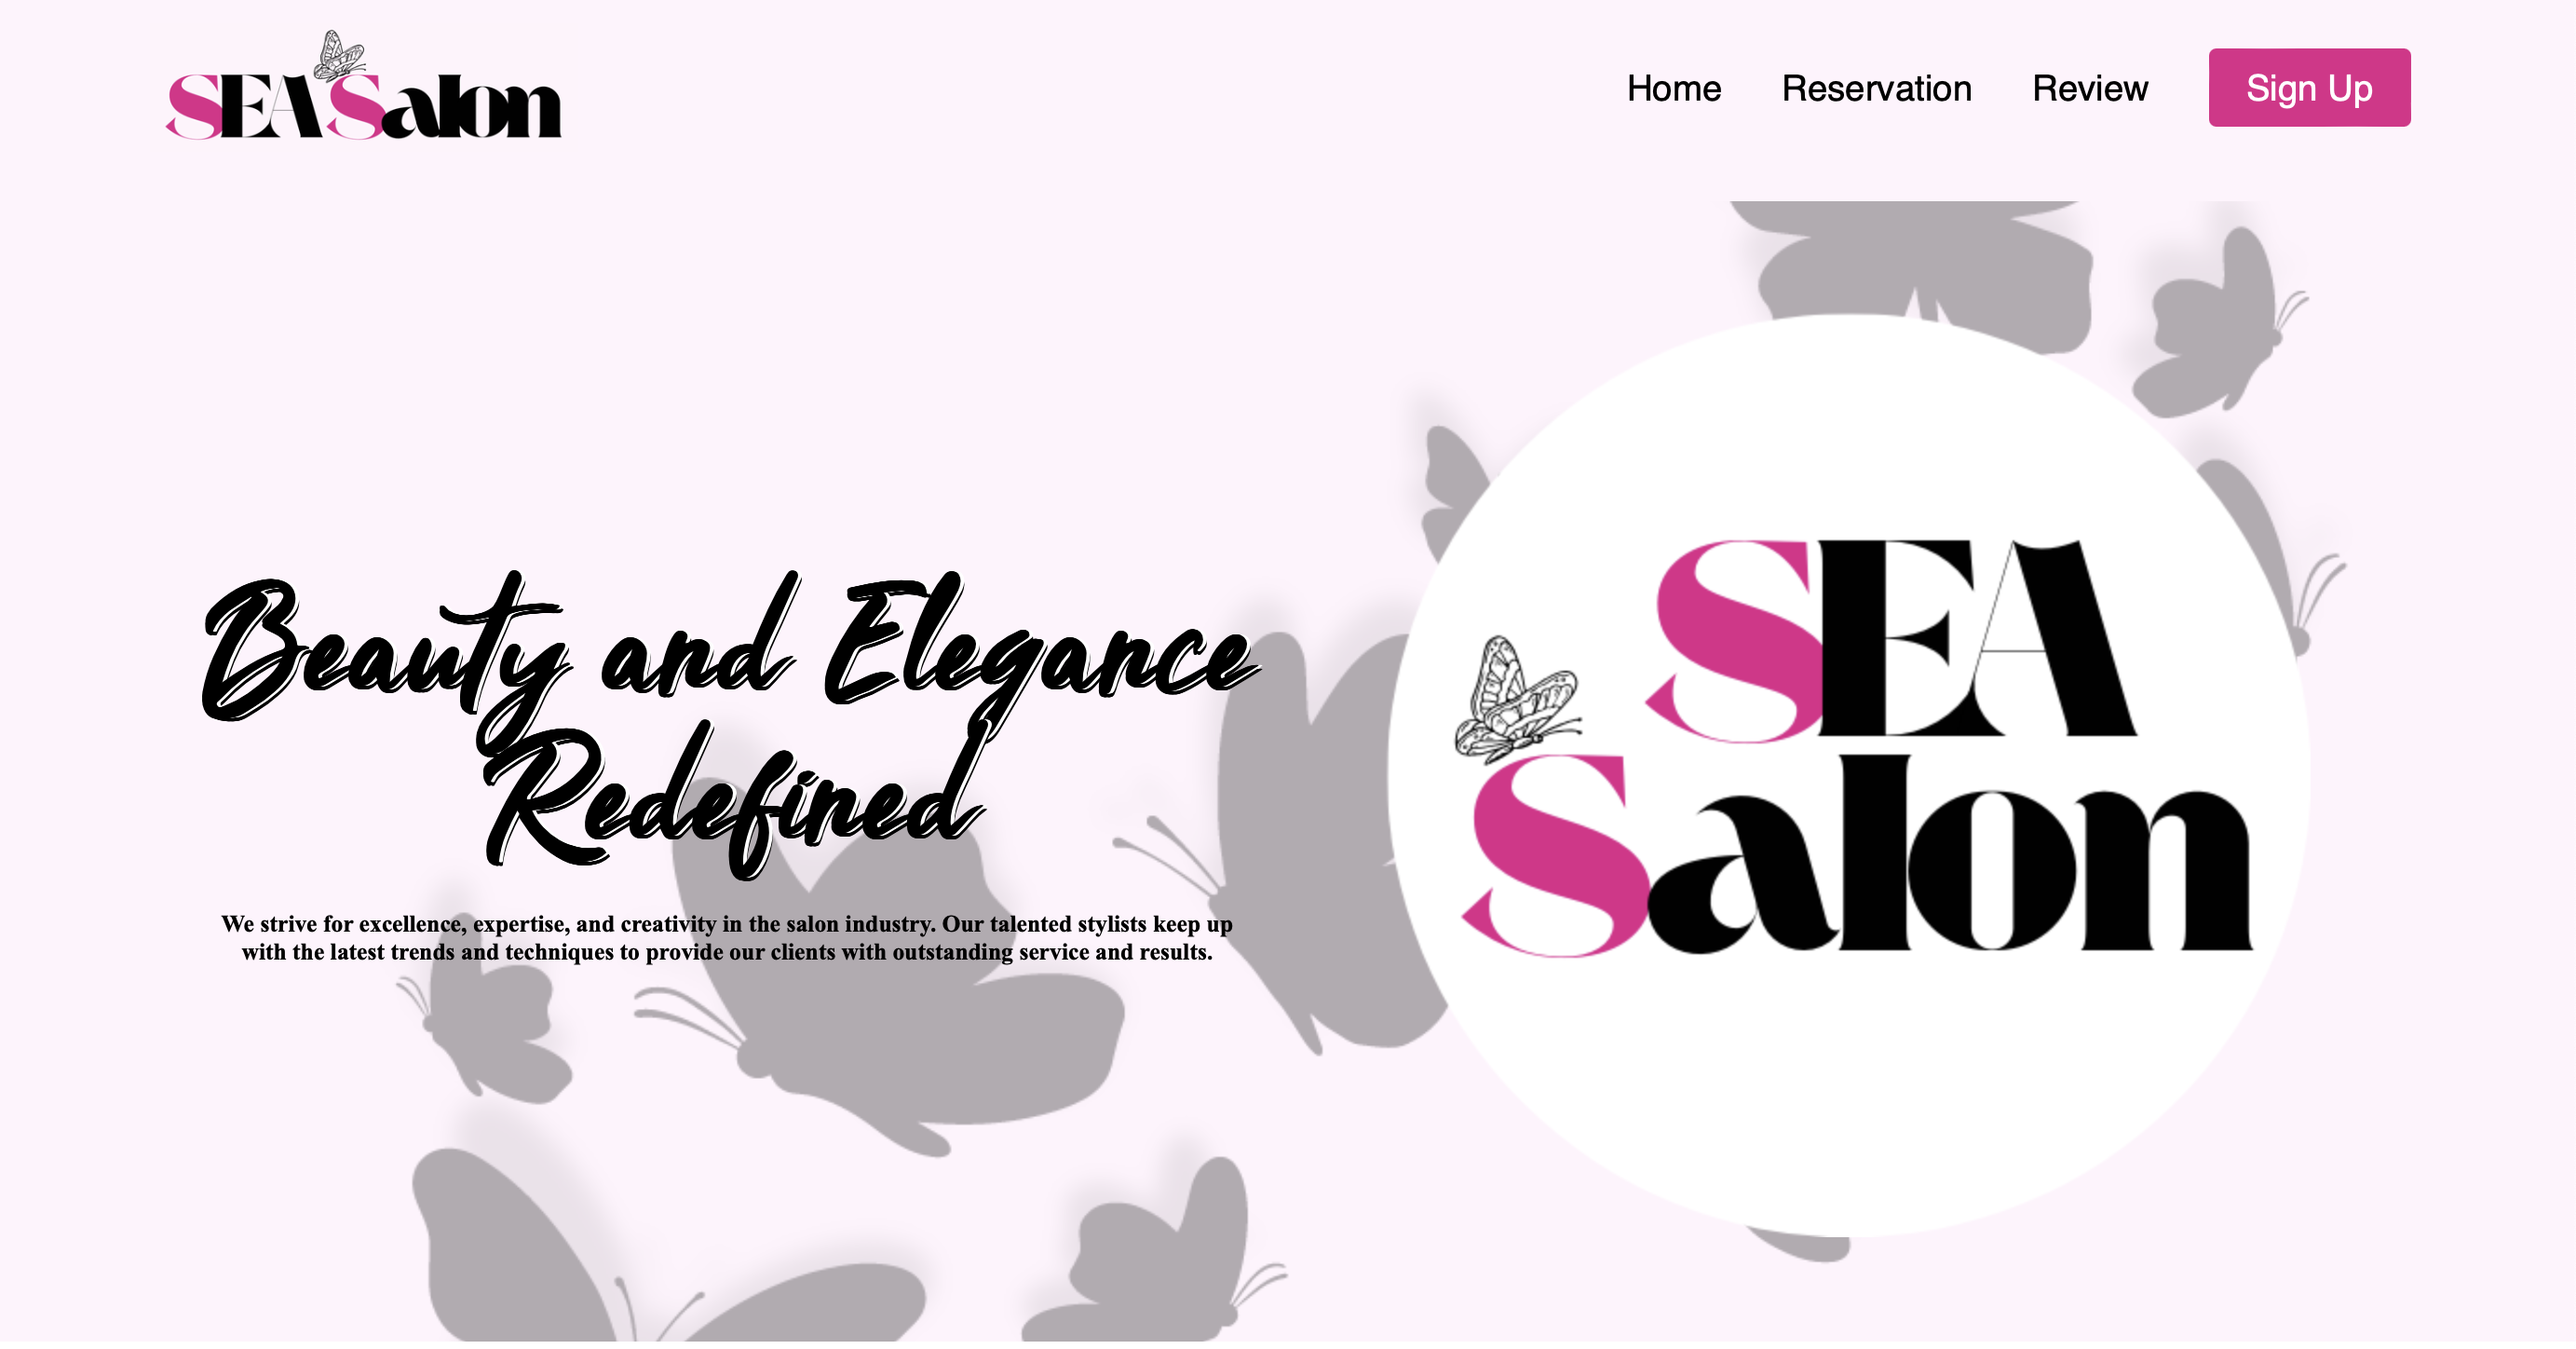 SEA Salon
Home Reservation Review Sign Up
Beauty and Elegance
Redefined
We strive for excellence, expertise, and creativity in the salon industry. Our talented stylists keep up
with the latest trends and techniques to provide our clients with outstanding service and results.
SEA
Salon